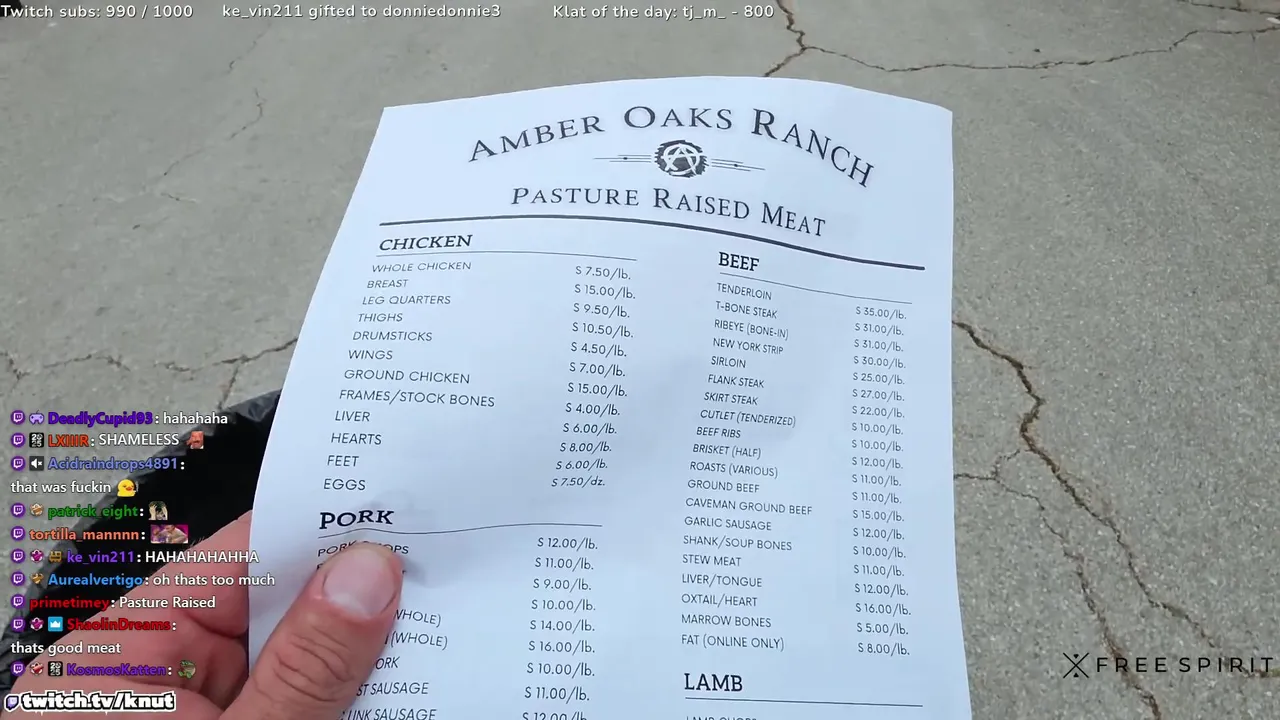 Twitch subs: 990 / 1000 ke_vin211 gifted to donniedonnie3 Klat of the day: tj_m_ - 800
AMBER OAKS RANCH
PASTURE RAISED MEAT
CHICKEN
WHOLE CHICKEN $ 7.50/lb.
BREAST $ 15.00/lb.
LEG QUARTERS $ 9.50/lb.
THIGHS $ 10.50/lb.
DRUMSTICKS $ 4.50/lb.
WINGS $ 7.00/lb.
GROUND CHICKEN $ 15.00/lb.
FRAMES/STOCK BONES $ 4.00/lb.
LIVER $ 6.00/lb.
HEARTS $ 8.00/lb.
FEET $ 6.00/lb.
EGGS $ 7.50/dz.
PORK
PORK CHOPS $ 12.00/lb.
$ 11.00/lb.
$ 9.00/lb.
WHOLE) $ 10.00/lb.
(WHOLE) $ 14.00/lb.
$ 16.00/lb.
$ 10.00/lb.
SAUSAGE $ 11.00/lb.
LINK SAUSAGE $ 12.00/lb.
BEEF
TENDERLOIN $ 35.00/lb.
T-BONE STEAK $ 31.00/lb.
RIBEYE (BONE-IN) $ 31.00/lb.
NEW YORK STRIP $ 30.00/lb.
SIRLOIN $ 25.00/lb.
FLANK STEAK $ 27.00/lb.
SKIRT STEAK $ 22.00/lb.
CUTLET (TENDERIZED) $ 10.00/lb.
BEEF RIBS $ 10.00/lb.
BRISKET (HALF) $ 12.00/lb.
ROASTS (VARIOUS) $ 11.00/lb.
GROUND BEEF $ 11.00/lb.
CAVEMAN GROUND BEEF $ 15.00/lb.
GARLIC SAUSAGE $ 12.00/lb.
SHANK/SOUP BONES $ 10.00/lb.
STEW MEAT $ 11.00/lb.
LIVER/TONGUE $ 12.00/lb.
OXTAIL/HEART $ 16.00/lb.
MARROW BONES $ 5.00/lb.
FAT (ONLINE ONLY) $ 8.00/lb.
LAMB
LAMB CHOPS
DeadlyCupid93: hahahaha
LXIIIR: SHAMELESS
Acidraindrops4891:
that was fuckin
patrick_eight:
tortilla_mannnn:
ke_vin211: HAHAHAHAHHA
Aurealvertigo: oh thats too much
primetimey: Pasture Raised
ShaolinDreams:
thats good meat
KosmosKatten:
twitch.tv/knut
FREE SPIRIT